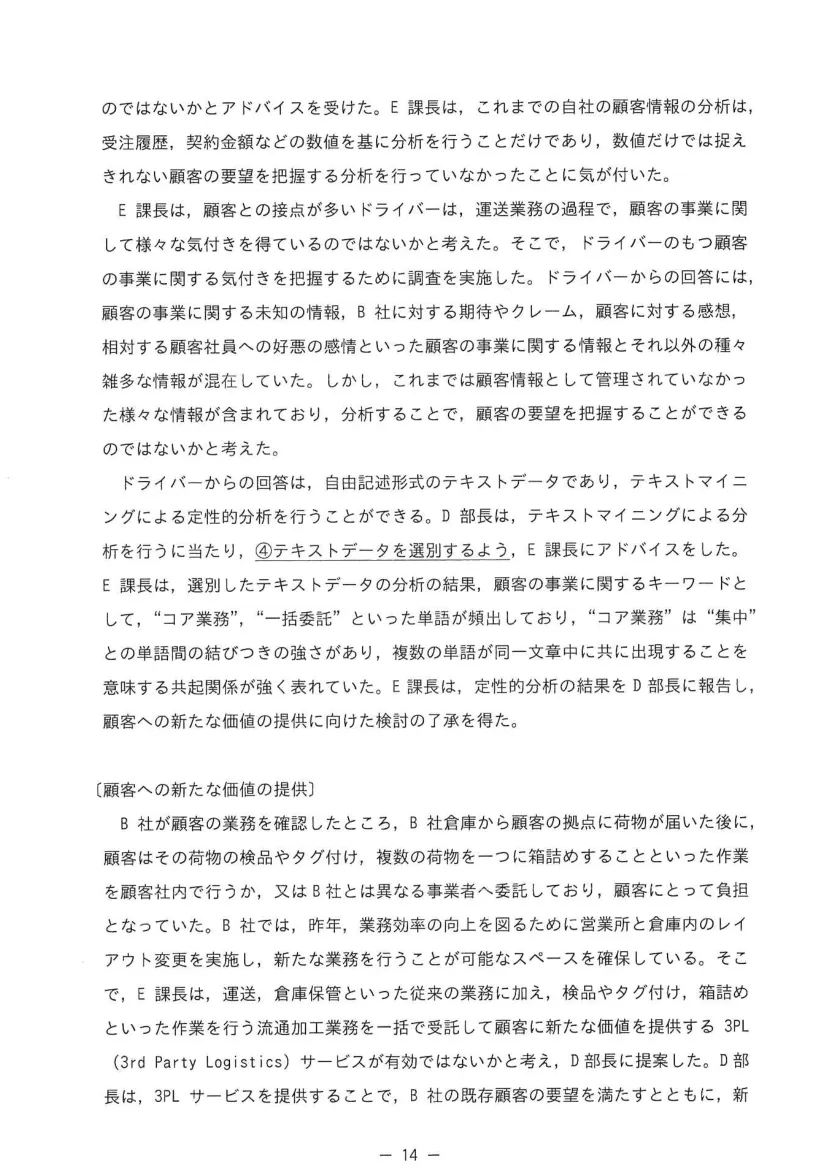 のではないかとアドバイスを受けた。E 課長は，これまでの自社の顧客情報の分析は，
受注履歴，契約金額などの数値を基に分析を行うことだけであり，数値だけでは捉え
きれない顧客の要望を把握する分析を行っていなかったことに気が付いた。
E 課長は，顧客との接点が多いドライバーは，運送業務の過程で，顧客の事業に関
して様々な気付きを得ているのではないかと考えた。そこで，ドライバーのもつ顧客
の事業に関する気付きを把握するために調査を実施した。ドライバーからの回答には，
顧客の事業に関する未知の情報，B 社に対する期待やクレーム，顧客に対する感想，
相対する顧客社員への好悪の感情といった顧客の事業に関する情報とそれ以外の種々
雑多な情報が混在していた。しかし，これまでは顧客情報として管理されていなかっ
た様々な情報が含まれており，分析することで，顧客の要望を把握することができる
のではないかと考えた。
ドライバーからの回答は，自由記述形式のテキストデータであり，テキストマイニ
ングによる定性的分析を行うことができる。D 部長は，テキストマイニングによる分
析を行うに当たり，④テキストデータを選別するよう，E 課長にアドバイスをした。
E 課長は，選別したテキストデータの分析の結果，顧客の事業に関するキーワードと
して，“コア業務”，“一括委託” といった単語が頻出しており，“コア業務” は “集中”
との単語間の結びつきの強さがあり，複数の単語が同一文章中に共に出現することを
意味する共起関係が強く表れていた。E 課長は，定性的分析の結果を D 部長に報告し，
顧客への新たな価値の提供に向けた検討の了承を得た。
〔顧客への新たな価値の提供〕
B 社が顧客の業務を確認したところ，B 社倉庫から顧客の拠点に荷物が届いた後に，
顧客はその荷物の検品やタグ付け，複数の荷物を一つに箱詰めすることといった作業
を顧客社内で行うか，又は B 社とは異なる事業者へ委託しており，顧客にとって負担
となっていた。B 社では，昨年，業務効率の向上を図るために営業所と倉庫内のレイ
アウト変更を実施し，新たな業務を行うことが可能なスペースを確保している。そこ
で，E 課長は，運送，倉庫保管といった従来の業務に加え，検品やタグ付け，箱詰め
といった作業を行う流通加工業務を一括で受託して顧客に新たな価値を提供する 3PL
（3rd Party Logistics）サービスが有効ではないかと考え，D 部長に提案した。D 部
長は，3PL サービスを提供することで，B 社の既存顧客の要望を満たすとともに，新
－ 14 －